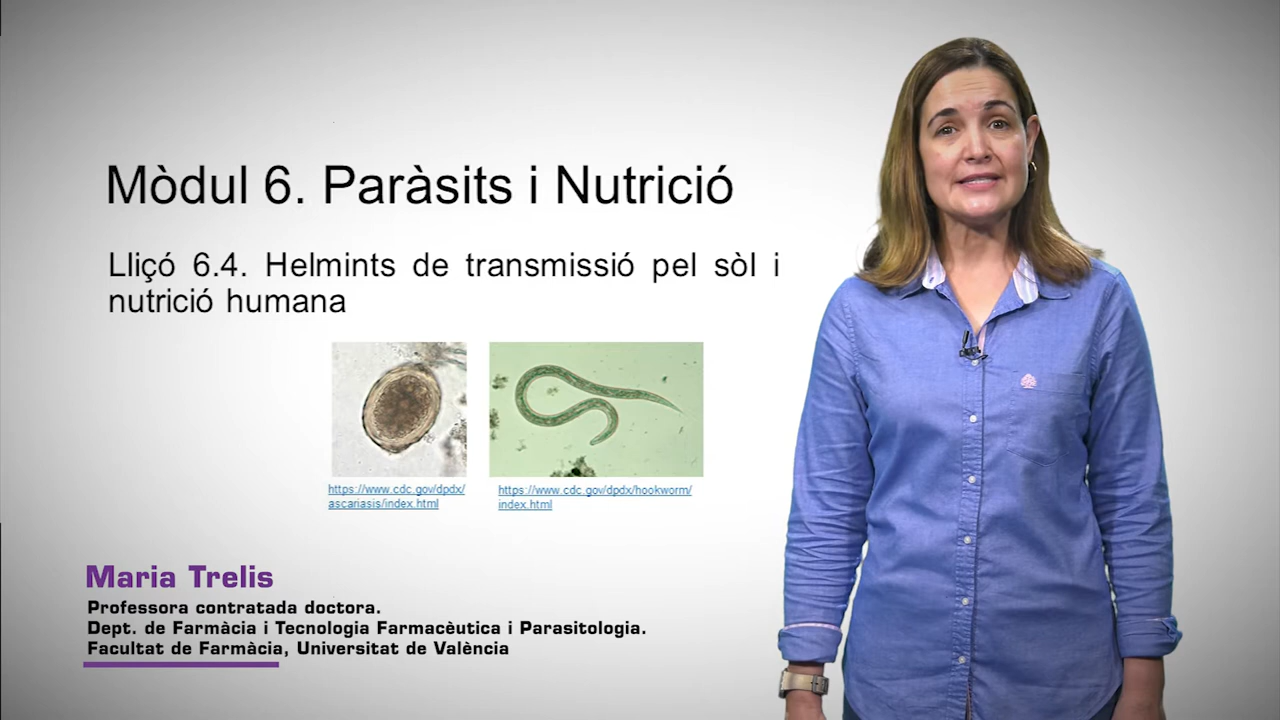 Mòdul 6. Paràsits i Nutrició
Lliçó 6.4. Helmints de transmissió pel sòl i
nutrició humana
https://www.cdc.gov/dpdx/
ascariasis/index.html
https://www.cdc.gov/dpdx/hookworm/
index.html
Maria Trelis
Professora contratada doctora.
Dept. de Farmàcia i Tecnologia Farmacèutica i Parasitologia.
Facultat de Farmàcia, Universitat de València